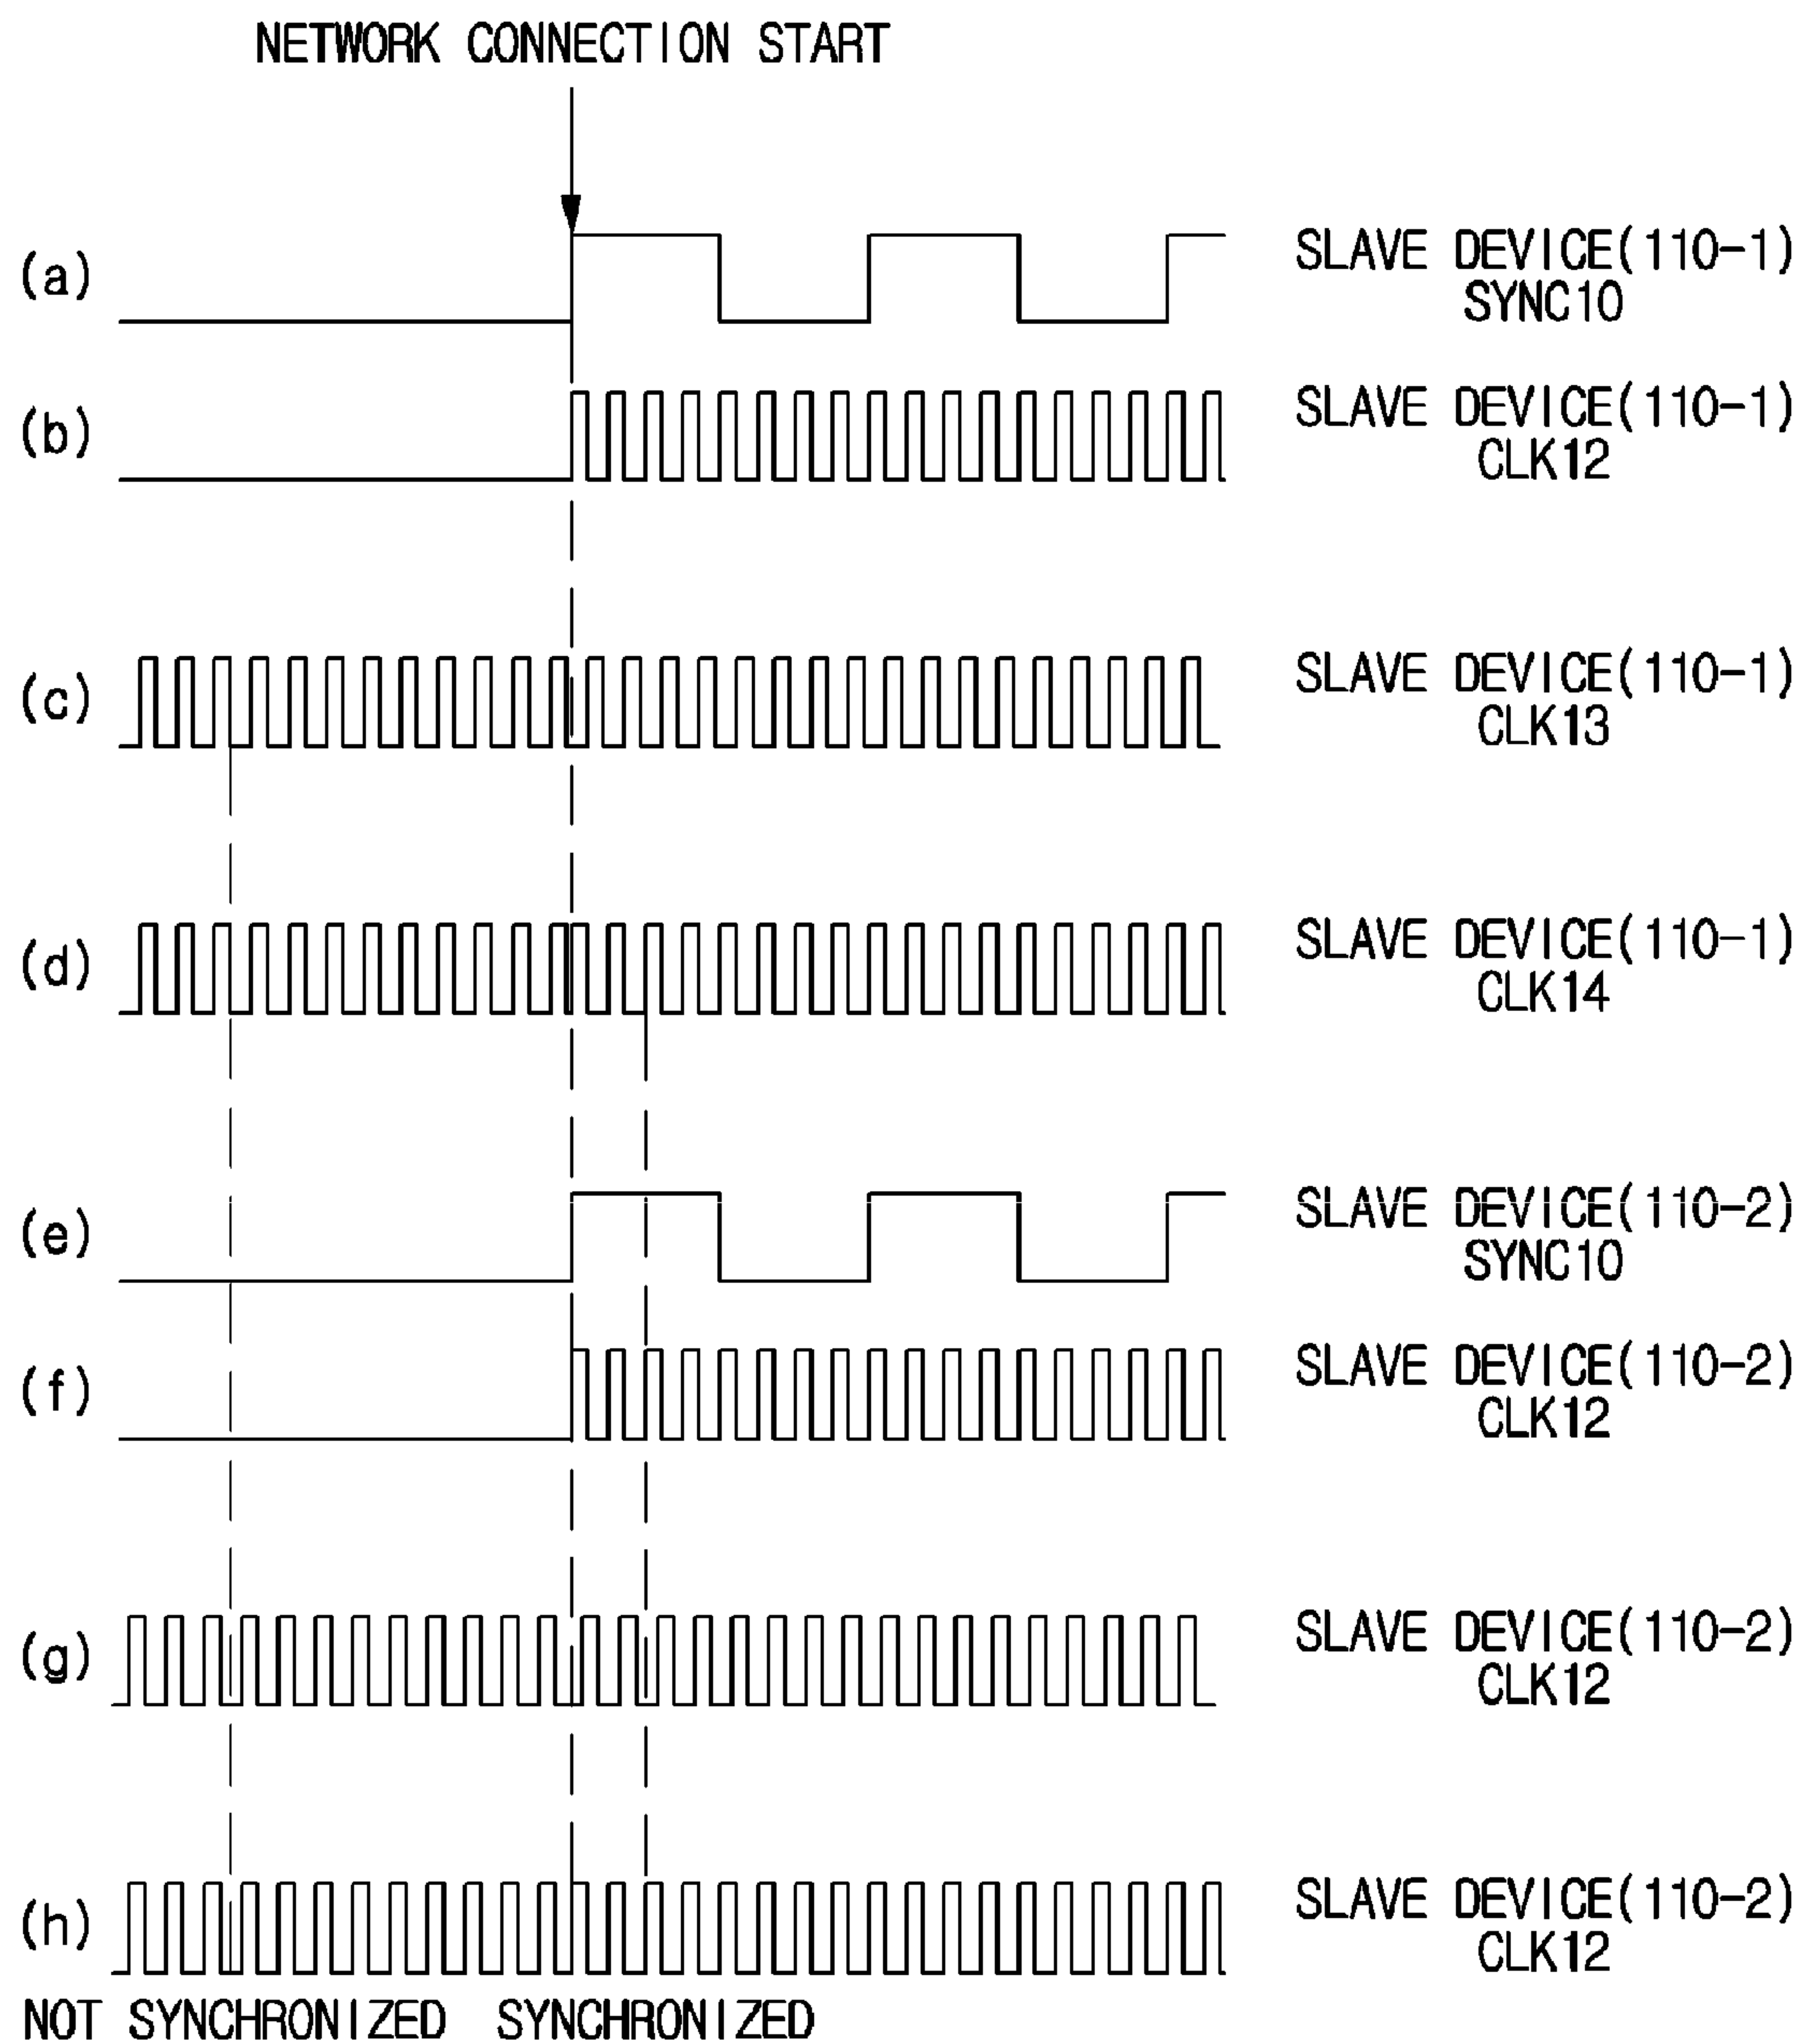 NETWORK CONNECTION START
(a) SLAVE DEVICE(110-1)
SYNC10
(b) SLAVE DEVICE(110-1)
CLK12
(c) SLAVE DEVICE(110-1)
CLK13
(d) SLAVE DEVICE(110-1)
CLK14
(e) SLAVE DEVICE(110-2)
SYNC10
(f) SLAVE DEVICE(110-2)
CLK12
(g) SLAVE DEVICE(110-2)
CLK12
(h) SLAVE DEVICE(110-2)
CLK12
NOT SYNCHRONIZED SYNCHRONIZED